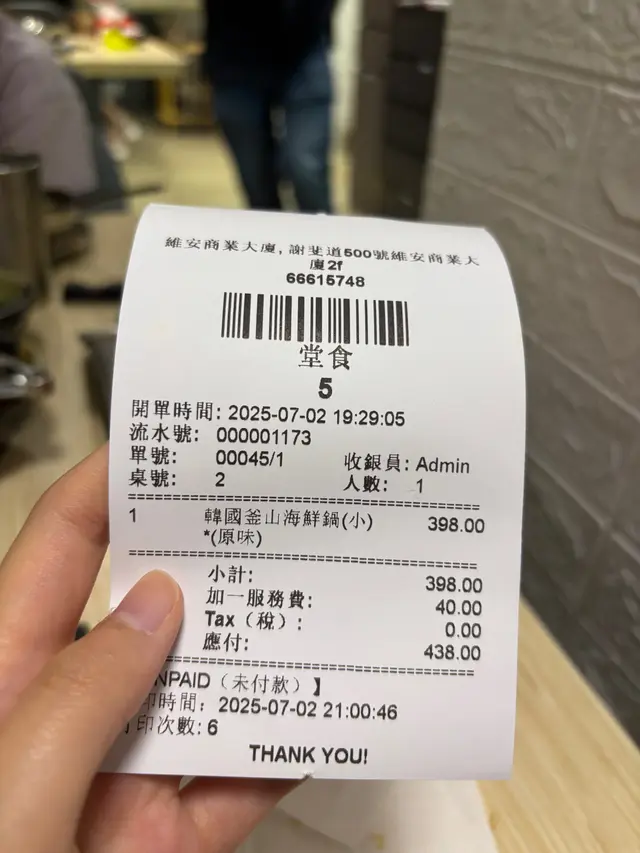 維安商業大廈, 謝斐道500號維安商業大
廈2f
66615748
堂食
5
開單時間: 2025-07-02 19:29:05
流水號: 000001173
單號: 00045/1 收銀員: Admin
桌號: 2 人數: 1
1 韓國釜山海鮮鍋(小) 398.00
*(原味)
小計: 398.00
加一服務費: 40.00
Tax（稅）: 0.00
應付: 438.00
NPAID（未付款）】
印時間: 2025-07-02 21:00:46
印次數: 6
THANK YOU!